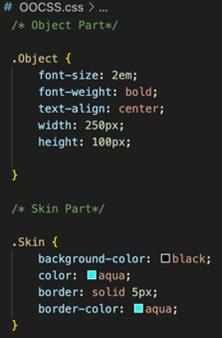 # OOCSS.css > ...
/* Object Part*/
.Object {
font-size: 2em;
font-weight: bold;
text-align: center;
width: 250px;
height: 100px;
}
/* Skin Part*/
.Skin {
background-color: black;
color: aqua;
border: solid 5px;
border-color: aqua;
}